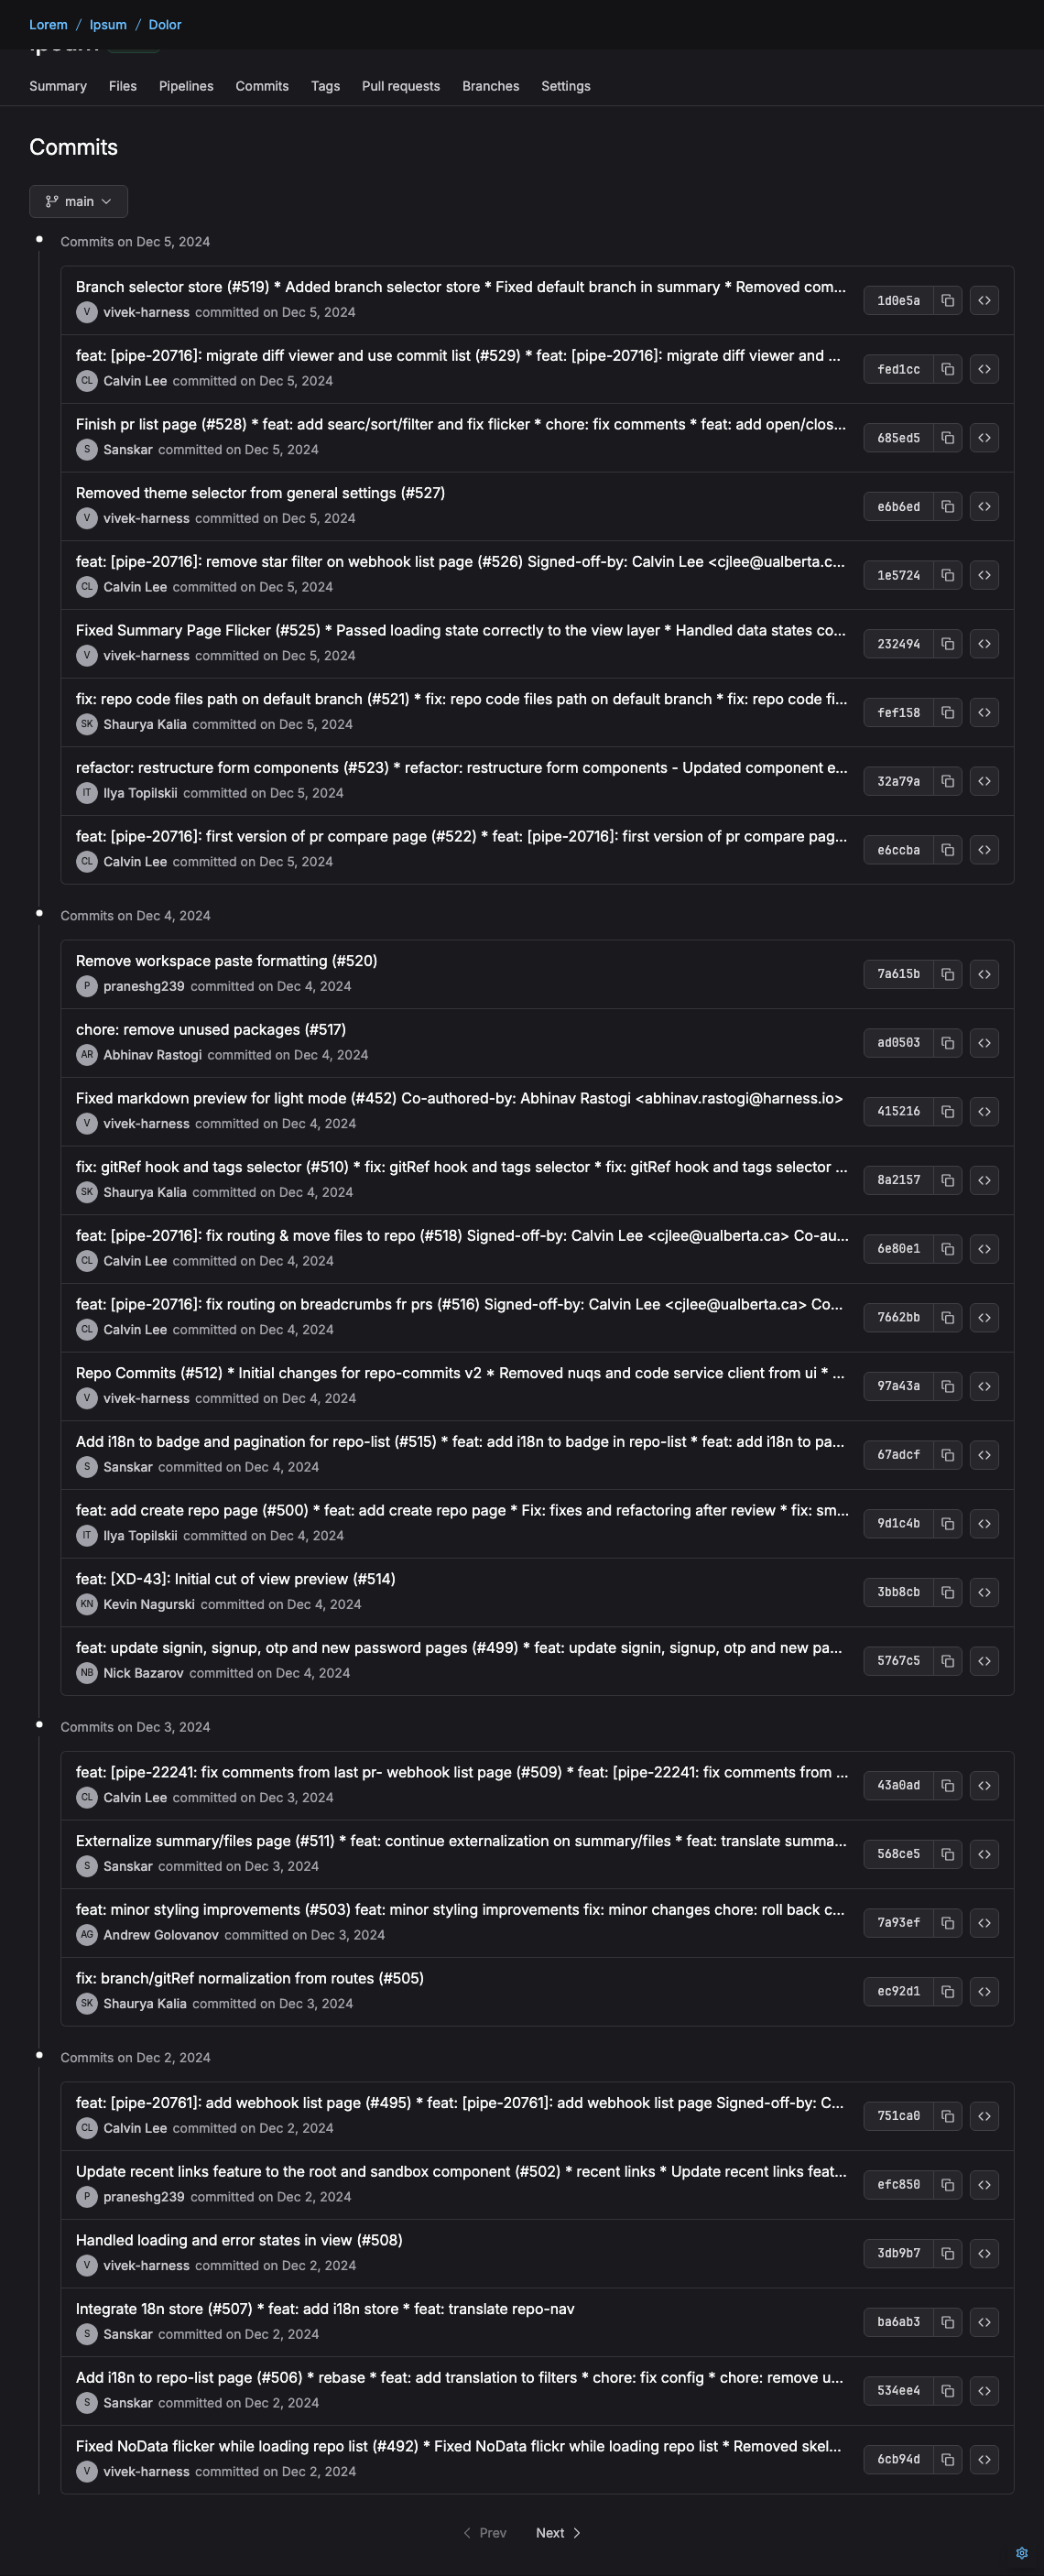 Lorem / Ipsum / Dolor
Summary Files Pipelines Commits Tags Pull requests Branches Settings
Commits
main
Commits on Dec 5, 2024
Branch selector store (#519) * Added branch selector store * Fixed default branch in summary * Removed com...
1d0e5a
V vivek-harness committed on Dec 5, 2024
feat: [pipe-20716]: migrate diff viewer and use commit list (#529) * feat: [pipe-20716]: migrate diff viewer and ...
fed1cc
CL Calvin Lee committed on Dec 5, 2024
Finish pr list page (#528) * feat: add searc/sort/filter and fix flicker * chore: fix comments * feat: add open/clos...
685ed5
S Sanskar committed on Dec 5, 2024
Removed theme selector from general settings (#527)
e6b6ed
V vivek-harness committed on Dec 5, 2024
feat: [pipe-20716]: remove star filter on webhook list page (#526) Signed-off-by: Calvin Lee <cjlee@ualberta.c...
1e5724
CL Calvin Lee committed on Dec 5, 2024
Fixed Summary Page Flicker (#525) * Passed loading state correctly to the view layer * Handled data states co...
232494
V vivek-harness committed on Dec 5, 2024
fix: repo code files path on default branch (#521) * fix: repo code files path on default branch * fix: repo code fi...
fef158
SK Shaurya Kalia committed on Dec 5, 2024
refactor: restructure form components (#523) * refactor: restructure form components - Updated component e...
32a79a
IT Ilya Topilskii committed on Dec 5, 2024
feat: [pipe-20716]: first version of pr compare page (#522) * feat: [pipe-20716]: first version of pr compare pag...
e6ccba
CL Calvin Lee committed on Dec 5, 2024
Commits on Dec 4, 2024
Remove workspace paste formatting (#520)
7a615b
P praneshg239 committed on Dec 4, 2024
chore: remove unused packages (#517)
ad0503
AR Abhinav Rastogi committed on Dec 4, 2024
Fixed markdown preview for light mode (#452) Co-authored-by: Abhinav Rastogi <abhinav.rastogi@harness.io>
415216
V vivek-harness committed on Dec 4, 2024
fix: gitRef hook and tags selector (#510) * fix: gitRef hook and tags selector * fix: gitRef hook and tags selector ...
8a2157
SK Shaurya Kalia committed on Dec 4, 2024
feat: [pipe-20716]: fix routing & move files to repo (#518) Signed-off-by: Calvin Lee <cjlee@ualberta.ca> Co-au...
6e80e1
CL Calvin Lee committed on Dec 4, 2024
feat: [pipe-20716]: fix routing on breadcrumbs fr prs (#516) Signed-off-by: Calvin Lee <cjlee@ualberta.ca> Co...
7662bb
CL Calvin Lee committed on Dec 4, 2024
Repo Commits (#512) * Initial changes for repo-commits v2 * Removed nuqs and code service client from ui * ...
97a43a
V vivek-harness committed on Dec 4, 2024
Add i18n to badge and pagination for repo-list (#515) * feat: add i18n to badge in repo-list * feat: add i18n to pa...
67adcf
S Sanskar committed on Dec 4, 2024
feat: add create repo page (#500) * feat: add create repo page * Fix: fixes and refactoring after review * fix: sm...
9d1c4b
IT Ilya Topilskii committed on Dec 4, 2024
feat: [XD-43]: Initial cut of view preview (#514)
3bb8cb
KN Kevin Nagurski committed on Dec 4, 2024
feat: update signin, signup, otp and new password pages (#499) * feat: update signin, signup, otp and new pa...
5767c5
NB Nick Bazarov committed on Dec 4, 2024
Commits on Dec 3, 2024
feat: [pipe-22241: fix comments from last pr- webhook list page (#509) * feat: [pipe-22241: fix comments from ...
43a0ad
CL Calvin Lee committed on Dec 3, 2024
Externalize summary/files page (#511) * feat: continue externalization on summary/files * feat: translate summa...
568ce5
S Sanskar committed on Dec 3, 2024
feat: minor styling improvements (#503) feat: minor styling improvements fix: minor changes chore: roll back c...
7a93ef
AG Andrew Golovanov committed on Dec 3, 2024
fix: branch/gitRef normalization from routes (#505)
ec92d1
SK Shaurya Kalia committed on Dec 3, 2024
Commits on Dec 2, 2024
feat: [pipe-20761]: add webhook list page (#495) * feat: [pipe-20761]: add webhook list page Signed-off-by: C...
751ca0
CL Calvin Lee committed on Dec 2, 2024
Update recent links feature to the root and sandbox component (#502) * recent links * Update recent links feat...
efc850
P praneshg239 committed on Dec 2, 2024
Handled loading and error states in view (#508)
3db9b7
V vivek-harness committed on Dec 2, 2024
Integrate 18n store (#507) * feat: add i18n store * feat: translate repo-nav
ba6ab3
S Sanskar committed on Dec 2, 2024
Add i18n to repo-list page (#506) * rebase * feat: add translation to filters * chore: fix config * chore: remove u...
534ee4
S Sanskar committed on Dec 2, 2024
Fixed NoData flicker while loading repo list (#492) * Fixed NoData flickr while loading repo list * Removed skel...
6cb94d
V vivek-harness committed on Dec 2, 2024
Prev Next